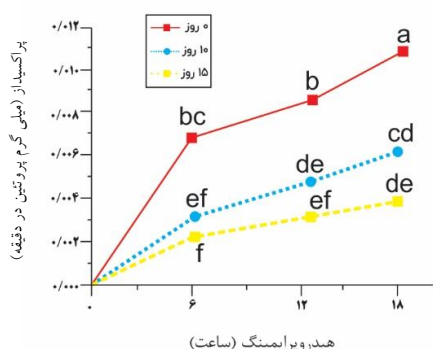 ۰ روز
۱۰ روز
۱۵ روز
پراکسیداز (میلی گرم پروتئین در دقیقه)
۰/۰۱۲
۰/۰۱۰
۰/۰۰۸
۰/۰۰۶
۰/۰۰۴
۰/۰۰۲
۰/۰۰۰
a
b
bc
cd
de
ef
de
ef
f
۰ ۶ ۱۲ ۱۸
هیدروپرایمینگ (ساعت)